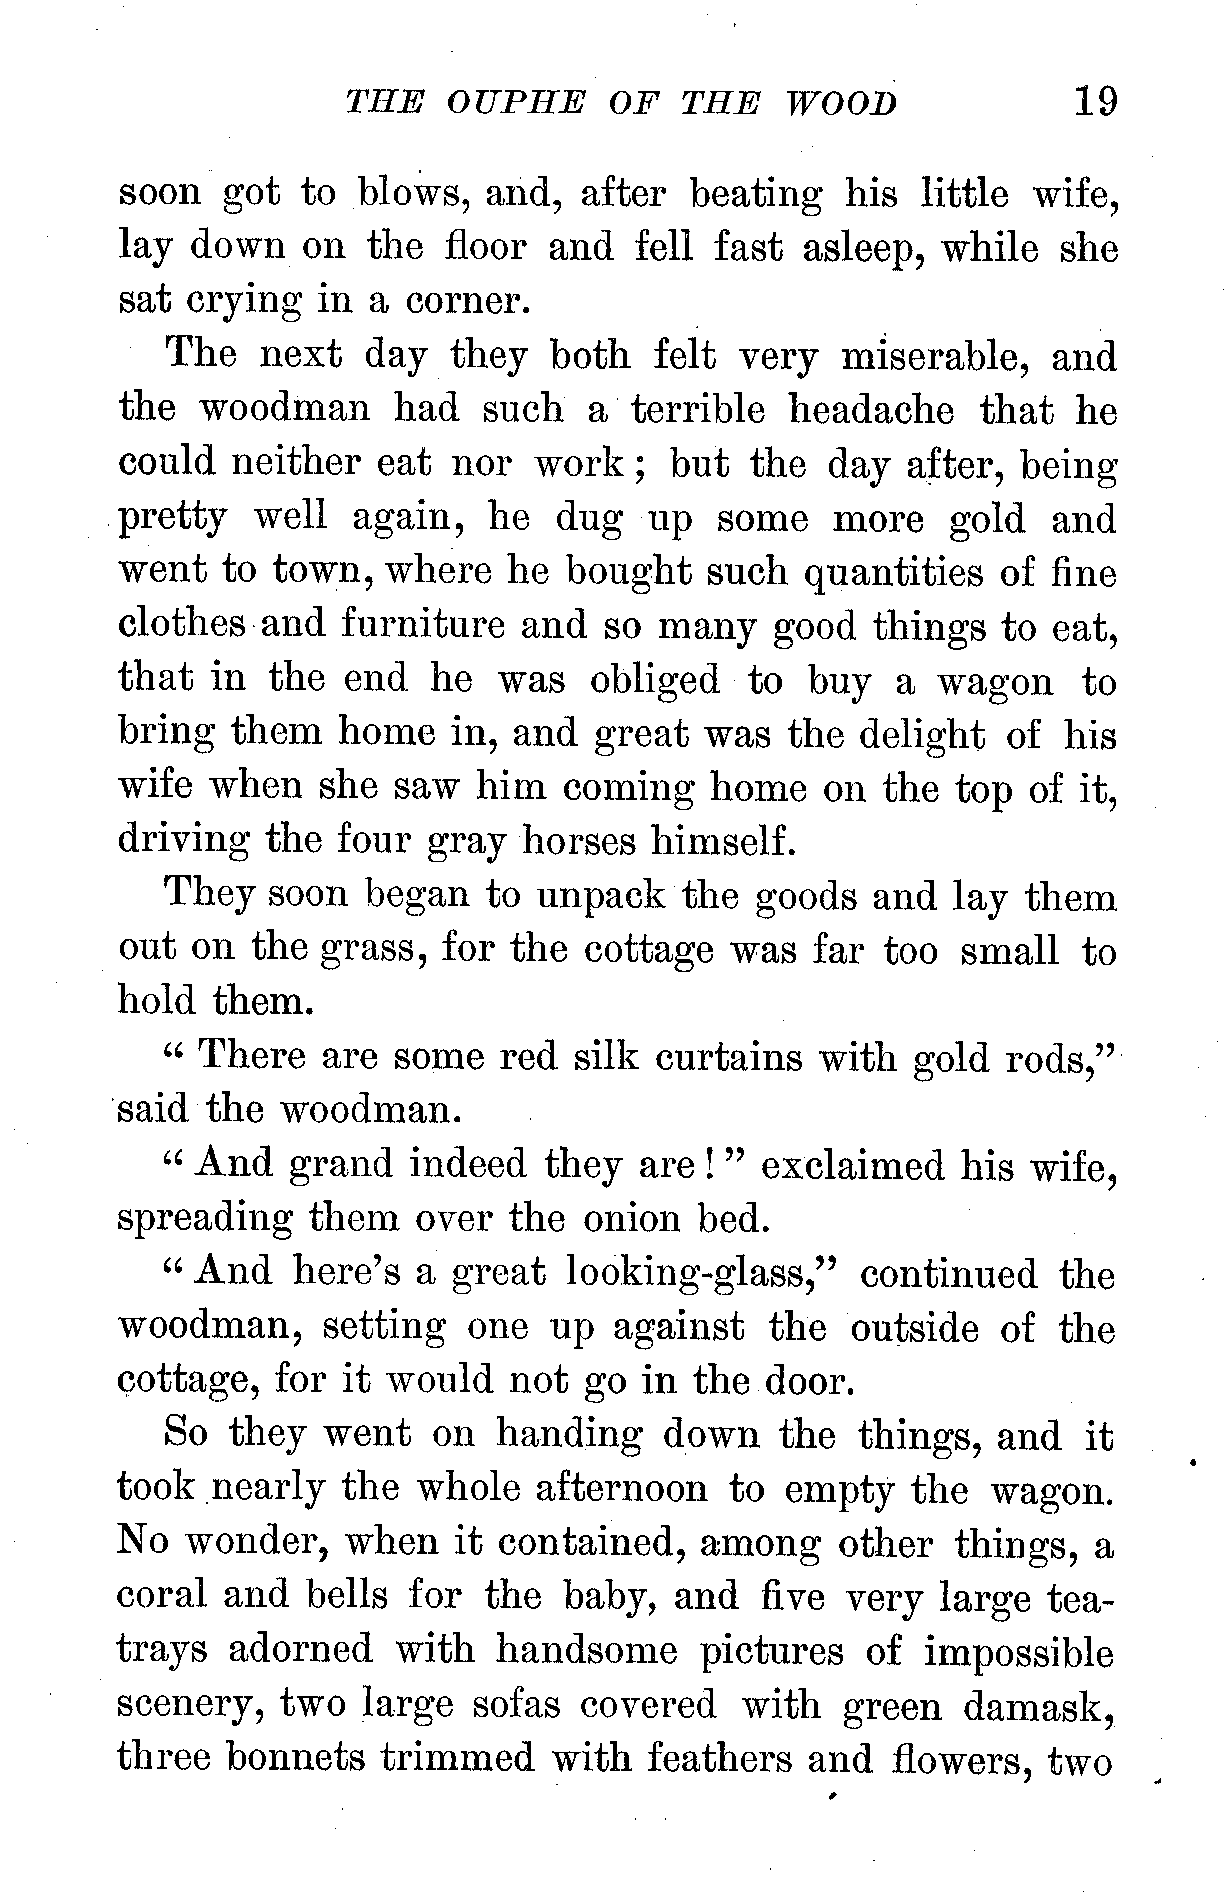 THE OUPHE OF THE WOOD 19
soon got to blows, and, after beating his little wife,
lay down on the floor and fell fast asleep, while she
sat crying in a corner.
The next day they both felt very miserable, and
the woodman had such a terrible headache that he
could neither eat nor work; but the day after, being
pretty well again, he dug up some more gold and
went to town, where he bought such quantities of fine
clothes and furniture and so many good things to eat,
that in the end he was obliged to buy a wagon to
bring them home in, and great was the delight of his
wife when she saw him coming home on the top of it,
driving the four gray horses himself.
They soon began to unpack the goods and lay them
out on the grass, for the cottage was far too small to
hold them.
“ There are some red silk curtains with gold rods,”
said the woodman.
“ And grand indeed they are ! ” exclaimed his wife,
spreading them over the onion bed.
“ And here’s a great looking-glass,” continued the
woodman, setting one up against the outside of the
cottage, for it would not go in the door.
So they went on handing down the things, and it
took nearly the whole afternoon to empty the wagon.
No wonder, when it contained, among other things, a
coral and bells for the baby, and five very large tea-
trays adorned with handsome pictures of impossible
scenery, two large sofas covered with green damask,
three bonnets trimmed with feathers and flowers, two